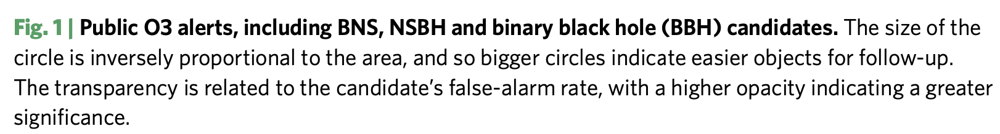 Fig. 1 | Public O3 alerts, including BNS, NSBH and binary black hole (BBH) candidates. The size of the
circle is inversely proportional to the area, and so bigger circles indicate easier objects for follow-up.
The transparency is related to the candidate’s false-alarm rate, with a higher opacity indicating a greater
significance.